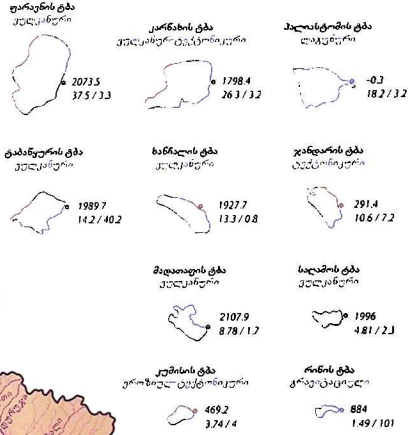 ფარავნის ტბა
ვულკანური
2073.5
37.5 / 3.3
კარწახის ტბა
ვულკანურ-ტექტონიკური
1798.4
26.3 / 3.2
პალიასტომის ტბა
ლაგუნური
-0.3
18.2 / 3.2
ტაბაწყურის ტბა
ვულკანური
1989.7
14.2 / 40.2
ხანჩალის ტბა
ვულკანური
1927.7
13.3 / 0.8
ჯანდარის ტბა
ტექტონიკური
291.4
10.6 / 7.2
მადათაფის ტბა
ვულკანური
2107.9
8.78 / 1.7
საღამოს ტბა
ვულკანური
1996
4.81 / 2.3
კუმისის ტბა
ეროზიულ-ტექტონიკური
469.2
3.74 / 4
რიწის ტბა
გრავიტაციული
884
1.49 / 101